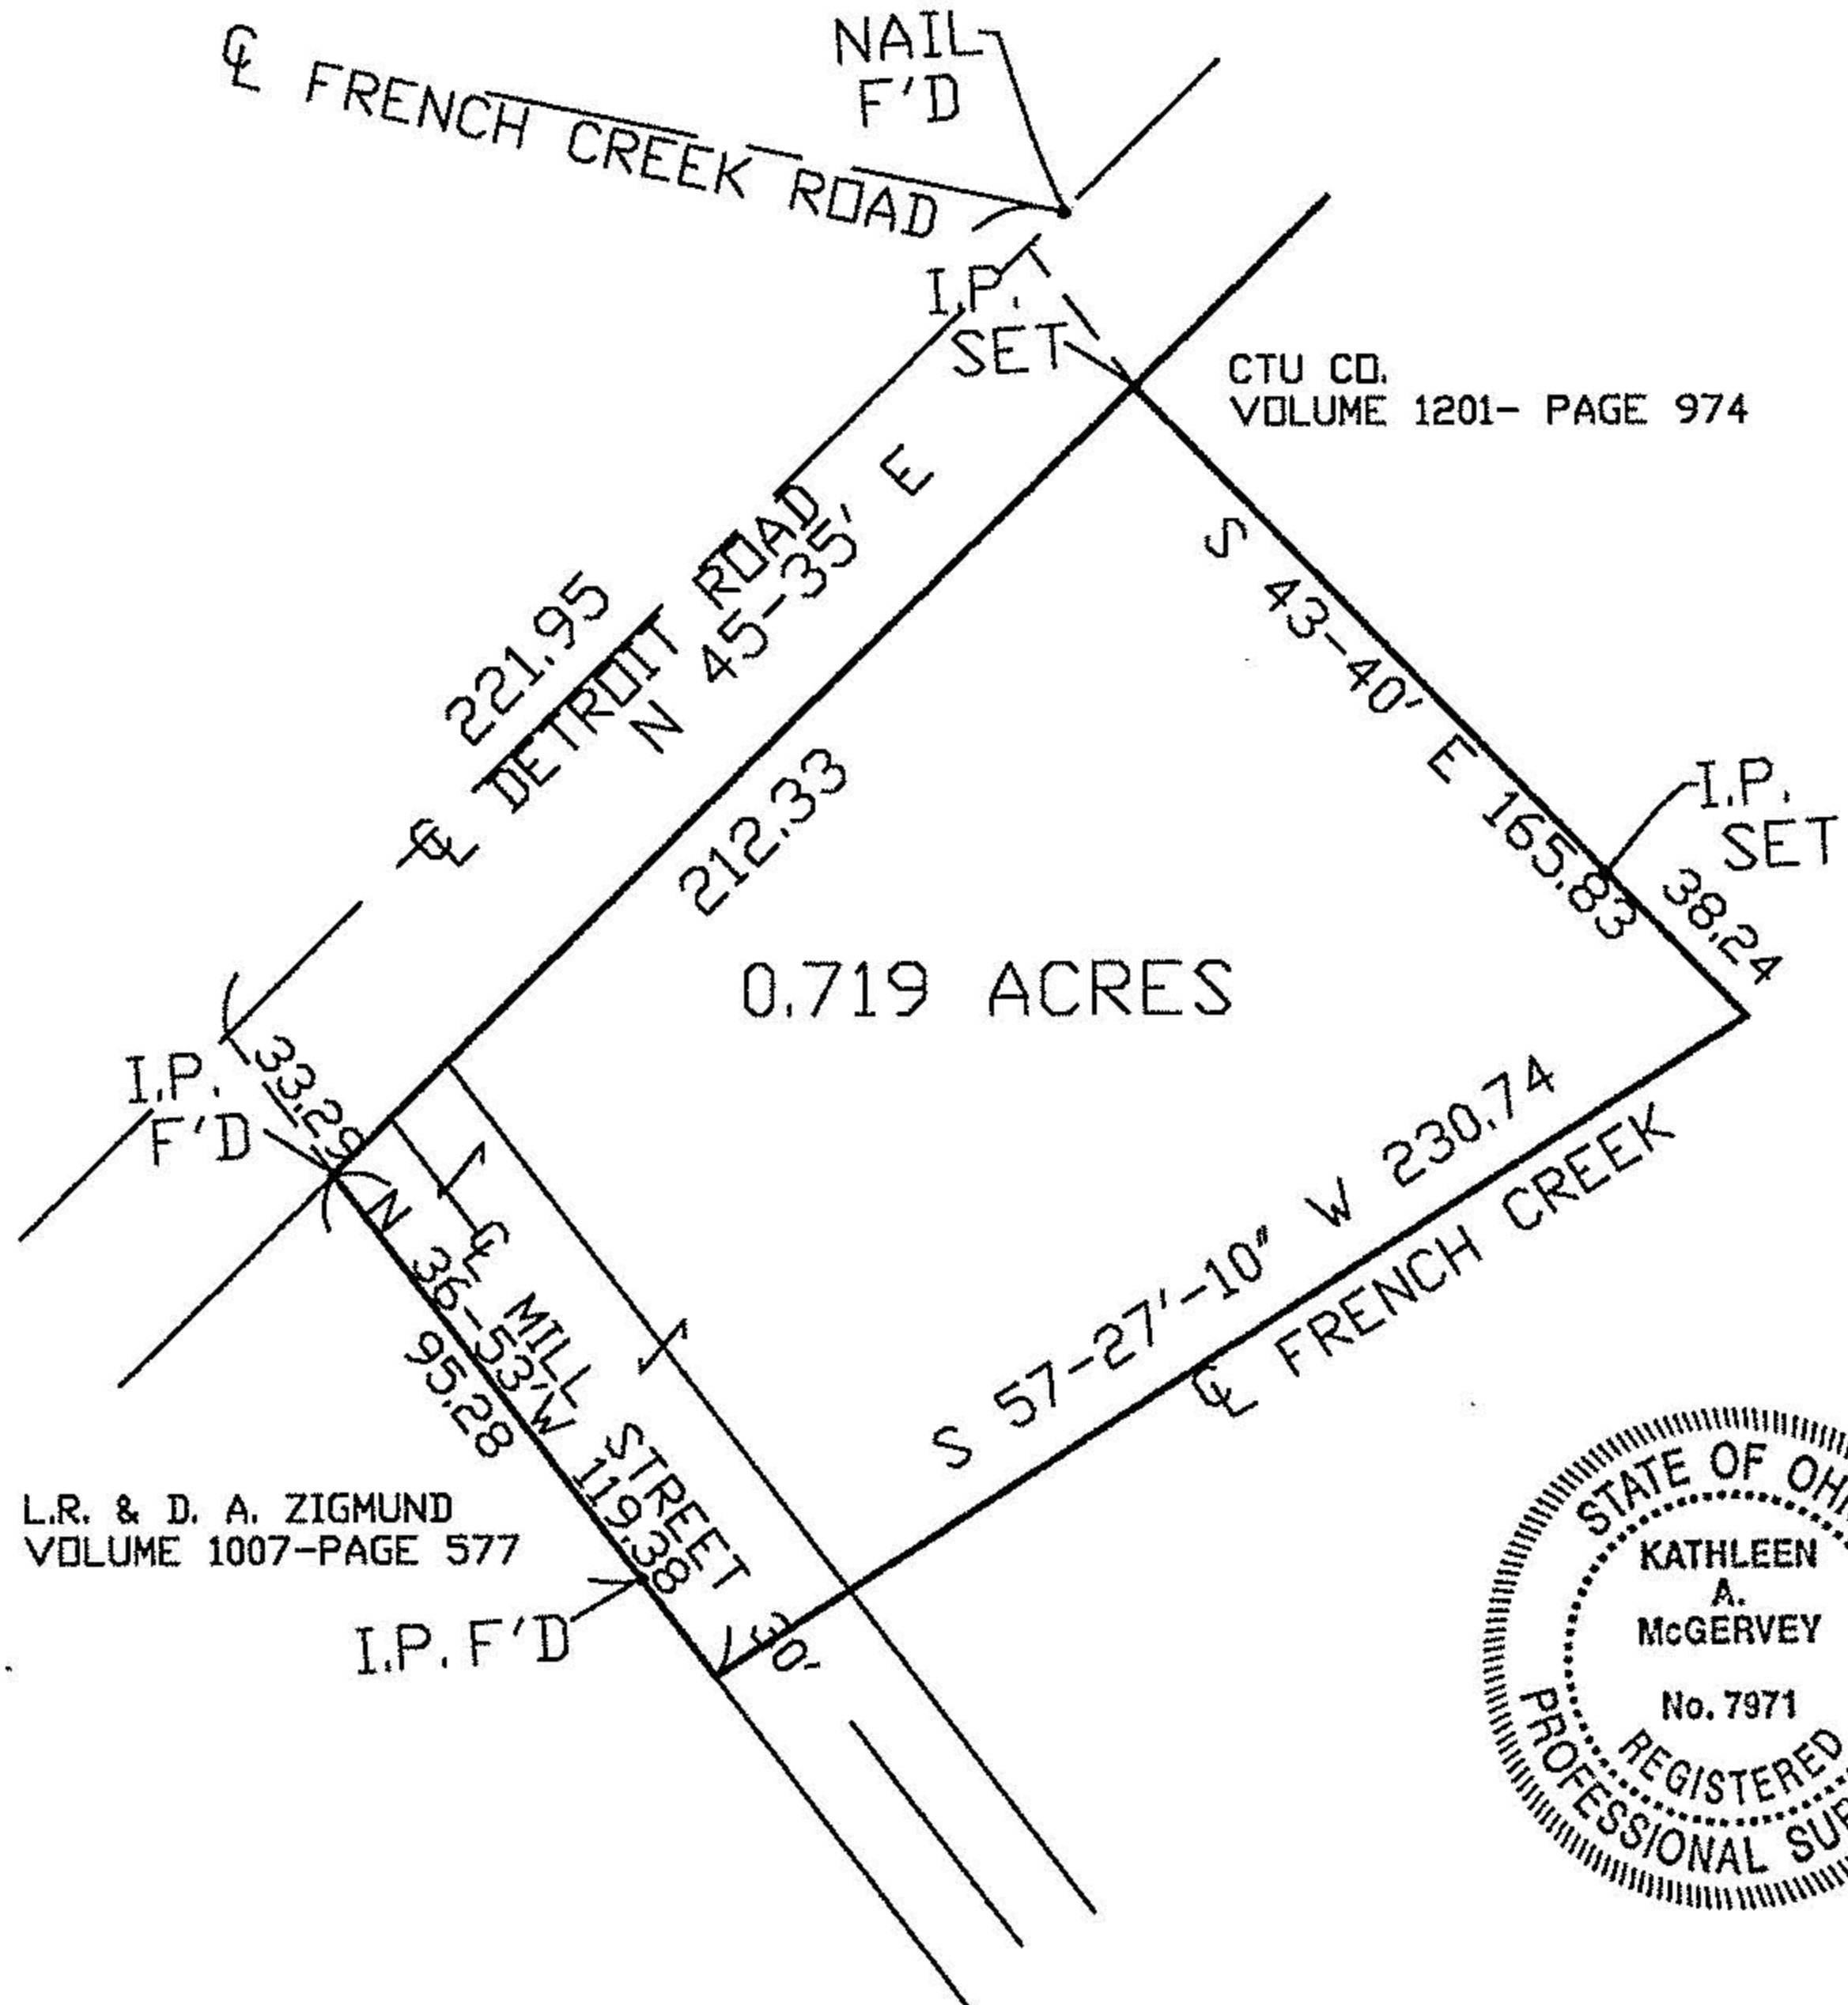 ℄ FRENCH CREEK ROAD
NAIL
F'D
I.P.
SET
CTU CO.
VOLUME 1201- PAGE 974
221.95
℄ DETROIT ROAD
N 45-35' E
212.33
S 43-40' E 165.83
I.P.
SET
38.24
0.719 ACRES
33.29
I.P.
F'D
℄ MILL STREET
N 36-53' W 119.38
95.28
S 57-27'-10" W 230.74
℄ FRENCH CREEK
L.R. & D. A. ZIGMUND
VOLUME 1007-PAGE 577
I.P. F'D
30'
STATE OF OHI
KATHLEEN
A.
McGERVEY
No. 7971
REGISTERED
PROFESSIONAL SUR